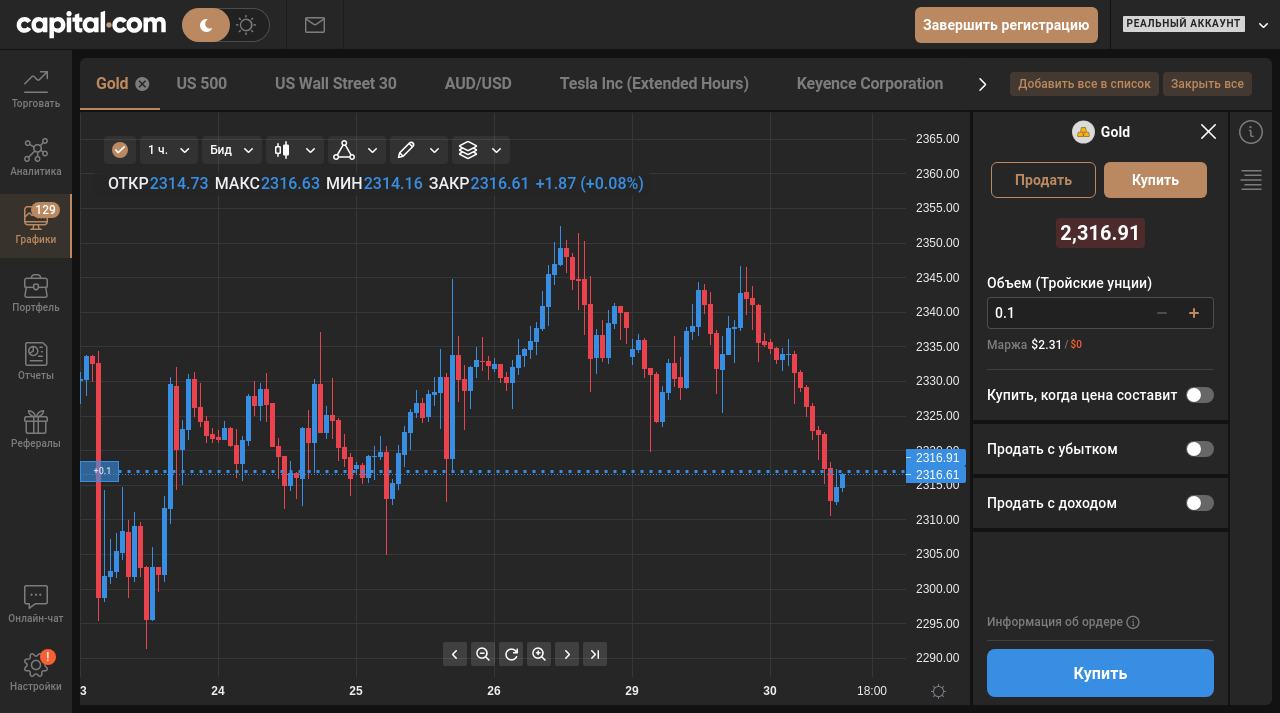 capital.com
Завершить регистрацию
РЕАЛЬНЫЙ АККАУНТ
Торговать
Аналитика
129
Графики
Портфель
Отчеты
Рефералы
Онлайн-чат
!
Настройки
Gold
US 500
US Wall Street 30
AUD/USD
Tesla Inc (Extended Hours)
Keyence Corporation
Добавить все в список
Закрыть все
1 ч.
Бид
ОТКР2314.73 МАКС2316.63 МИН2314.16 ЗАКР2316.61 +1.87 (+0.08%)
2365.00
2360.00
2355.00
2350.00
2345.00
2340.00
2335.00
2330.00
2325.00
2320.00
2316.91
2316.61
2315.00
2310.00
2305.00
2300.00
2295.00
2290.00
+0.1
3
24
25
26
29
30
18:00
Gold
Продать
Купить
2,316.91
Объем (Тройские унции)
0.1
Маржа $2.31 / $0
Купить, когда цена составит
Продать с убытком
Продать с доходом
Информация об ордере
Купить